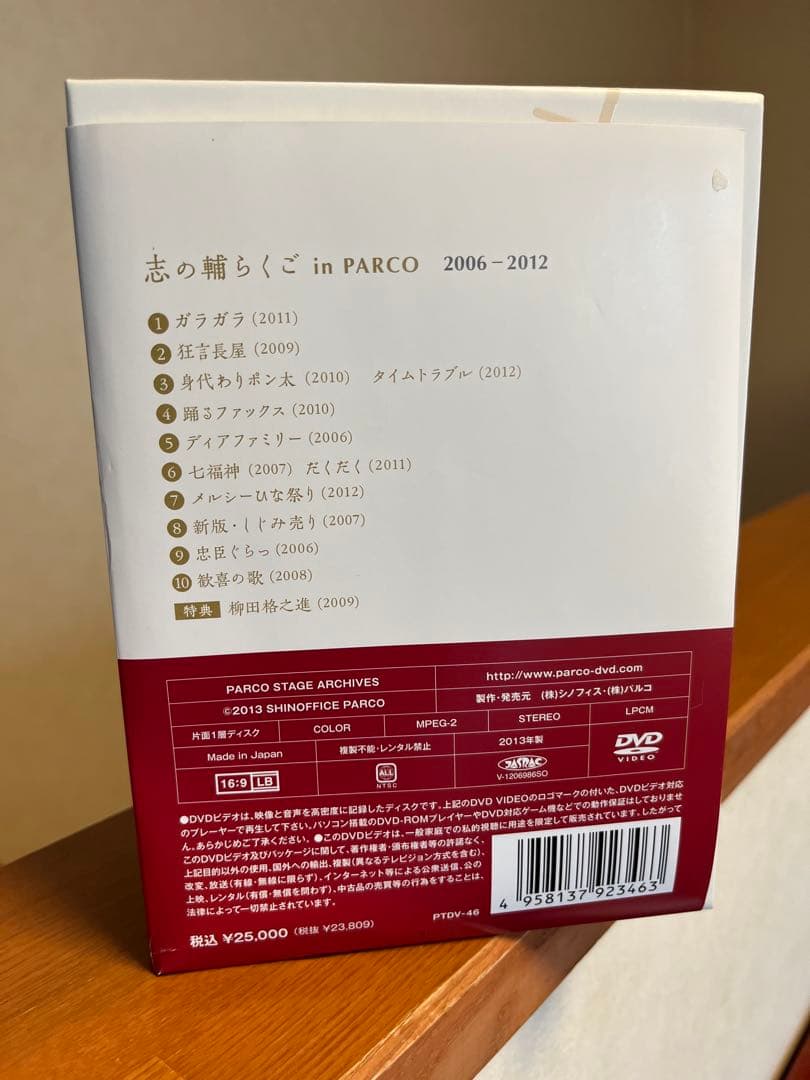 志の輔らくご in PARCO 2006－2012
1 ガラガラ (2011)
2 狂言長屋 (2009)
3 身代わりポン太 (2010) タイムトラブル (2012)
4 踊るファックス (2010)
5 ディアファミリー (2006)
6 七福神 (2007) だくだく (2011)
7 メルシーひな祭り (2012)
8 新版・しじみ売り (2007)
9 忠臣ぐらっ (2006)
10 歓喜の歌 (2008)
特典 柳田格之進 (2009)
PARCO STAGE ARCHIVES
http://www.parco-dvd.com
©2013 SHINOFFICE PARCO
製作・発売元 (株)シノフィス・(株)パルコ
片面1層ディスク
COLOR
MPEG-2
STEREO
LPCM
Made in Japan
複製不能・レンタル禁止
2013年製
DVD VIDEO
16:9 LB
ALL NTSC
JASRAC
V-1206986SO
●DVDビデオは、映像と音声を高密度に記録したディスクです。上記のDVD VIDEOのロゴマークの付いた、DVDビデオ対応
のプレーヤーで再生して下さい。パソコン搭載のDVD-ROMプレイヤーやDVD対応ゲーム機などでの動作保証はしておりませ
ん。あらかじめご了承ください。 ●このDVDビデオは、一般家庭での私的視聴に用途を限定して販売されています。したがって
このDVDビデオ及びパッケージに関して、著作権者・頒布権者等の許諾なく、
上記目的以外の使用、国外への輸出、複製(異なるテレビジョン方式を含む)、
改変、放送(有線・無線に限らず)、インターネット等による公衆送信、公の
上映、レンタル(有償・無償を問わず)、中古品の売買等の行為をすることは、
法律によって一切禁止されています。
4 958137 923463
PTDV-46
税込 ¥25,000 (税抜 ¥23,809)